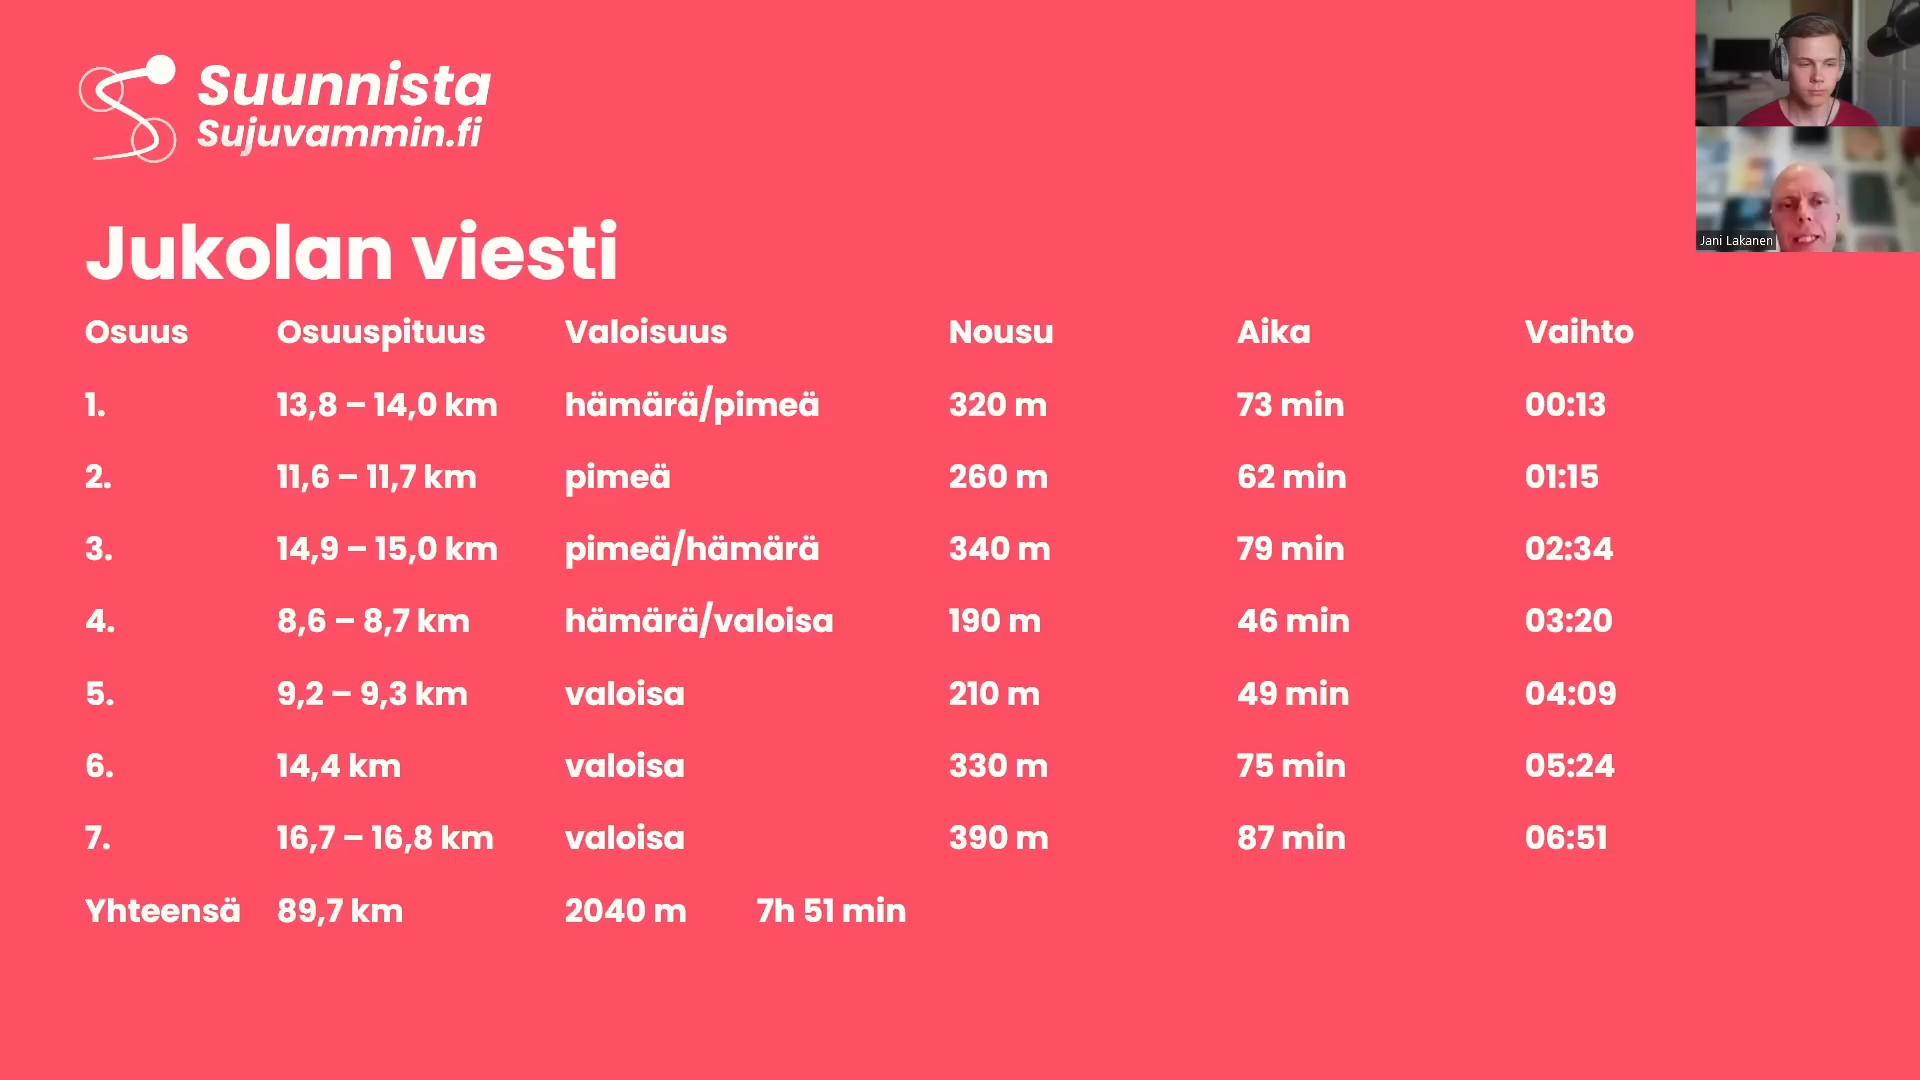 Suunnista
Sujuvammin.fi
Jani Lakanen
Jukolan viesti
Osuus Osuuspituus Valoisuus Nousu Aika Vaihto
1. 13,8 – 14,0 km hämärä/pimeä 320 m 73 min 00:13
2. 11,6 – 11,7 km pimeä 260 m 62 min 01:15
3. 14,9 – 15,0 km pimeä/hämärä 340 m 79 min 02:34
4. 8,6 – 8,7 km hämärä/valoisa 190 m 46 min 03:20
5. 9,2 – 9,3 km valoisa 210 m 49 min 04:09
6. 14,4 km valoisa 330 m 75 min 05:24
7. 16,7 – 16,8 km valoisa 390 m 87 min 06:51
Yhteensä 89,7 km 2040 m 7h 51 min